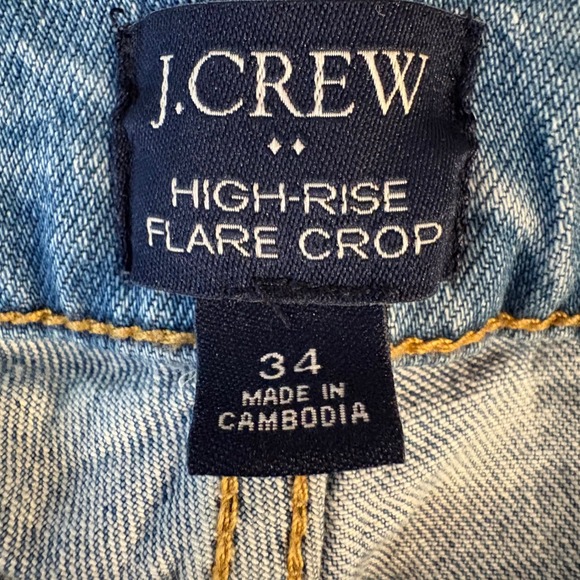 J.CREW
HIGH-RISE
FLARE CROP
34
MADE IN
CAMBODIA